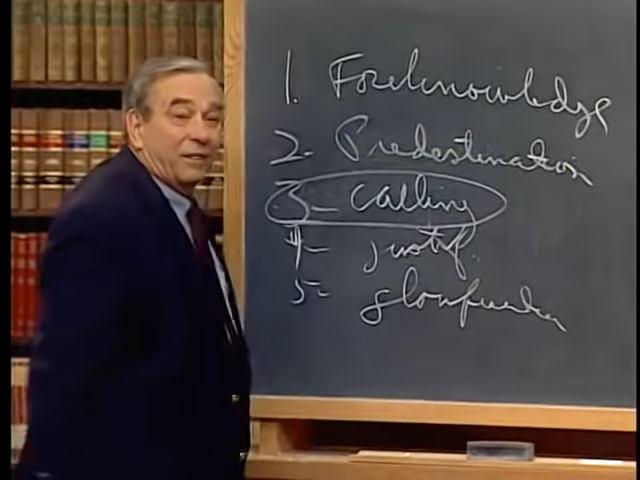 1. Foreknowledge
2- Predestination
3- Calling
4- Justif.
5- Glorification